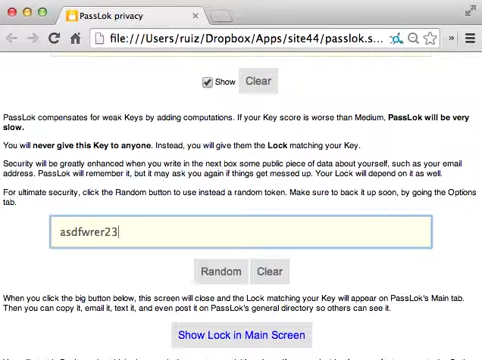 PassLok privacy
file:///Users/ruiz/Dropbox/Apps/site44/passlok.s...
Show Clear
PassLok compensates for weak Keys by adding computations. If your Key score is worse than Medium, PassLok will be very
slow.
You will never give this Key to anyone. Instead, you will give them the Lock matching your Key.
Security will be greatly enhanced when you write in the next box some public piece of data about yourself, such as your email
address. PassLok will remember it, but it may ask you again if things get messed up. Your Lock will depend on it as well.
For ultimate security, click the Random button to use instead a random token. Make sure to back it up soon, by going the Options
tab.
asdfwrer23
Random Clear
When you click the big button below, this screen will close and the Lock matching your Key will appear on PassLok's Main tab.
Then you can copy it, email it, text it, and even post it on PassLok's general directory so others can see it.
Show Lock in Main Screen